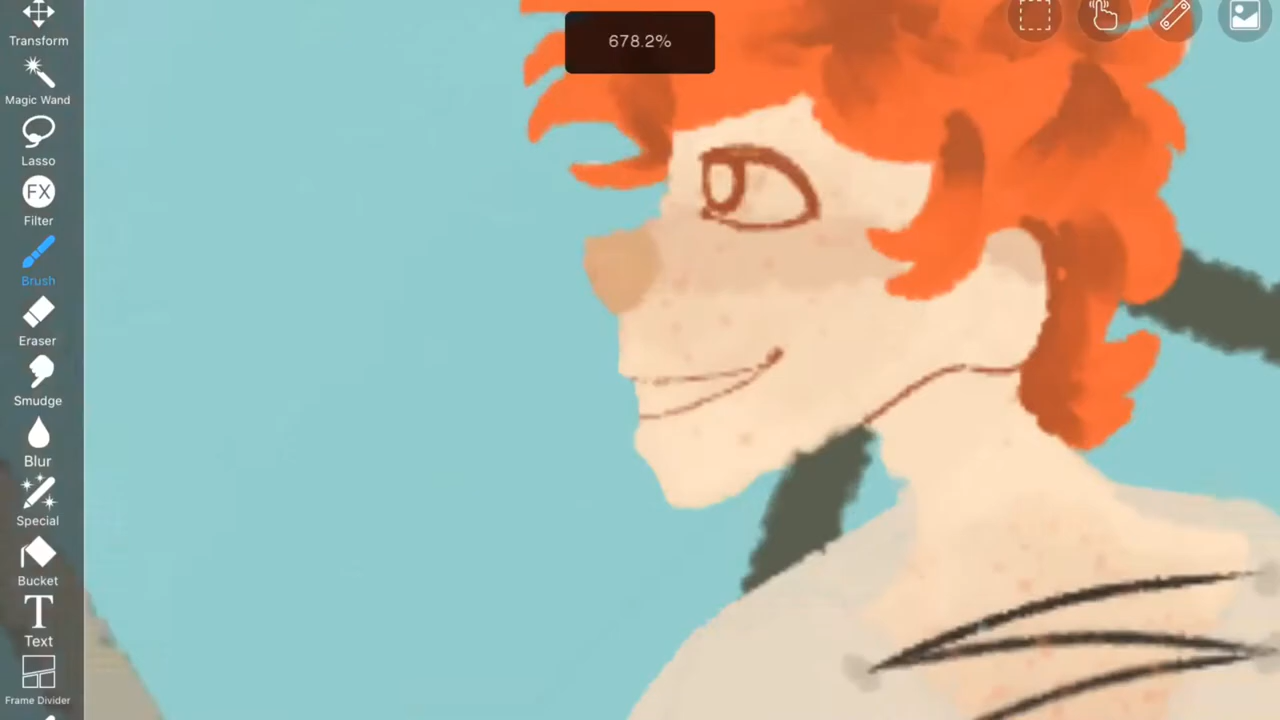 678.2%
Transform
Magic Wand
Lasso
FX
Filter
Brush
Eraser
Smudge
Blur
Special
Bucket
T
Text
Frame Divider